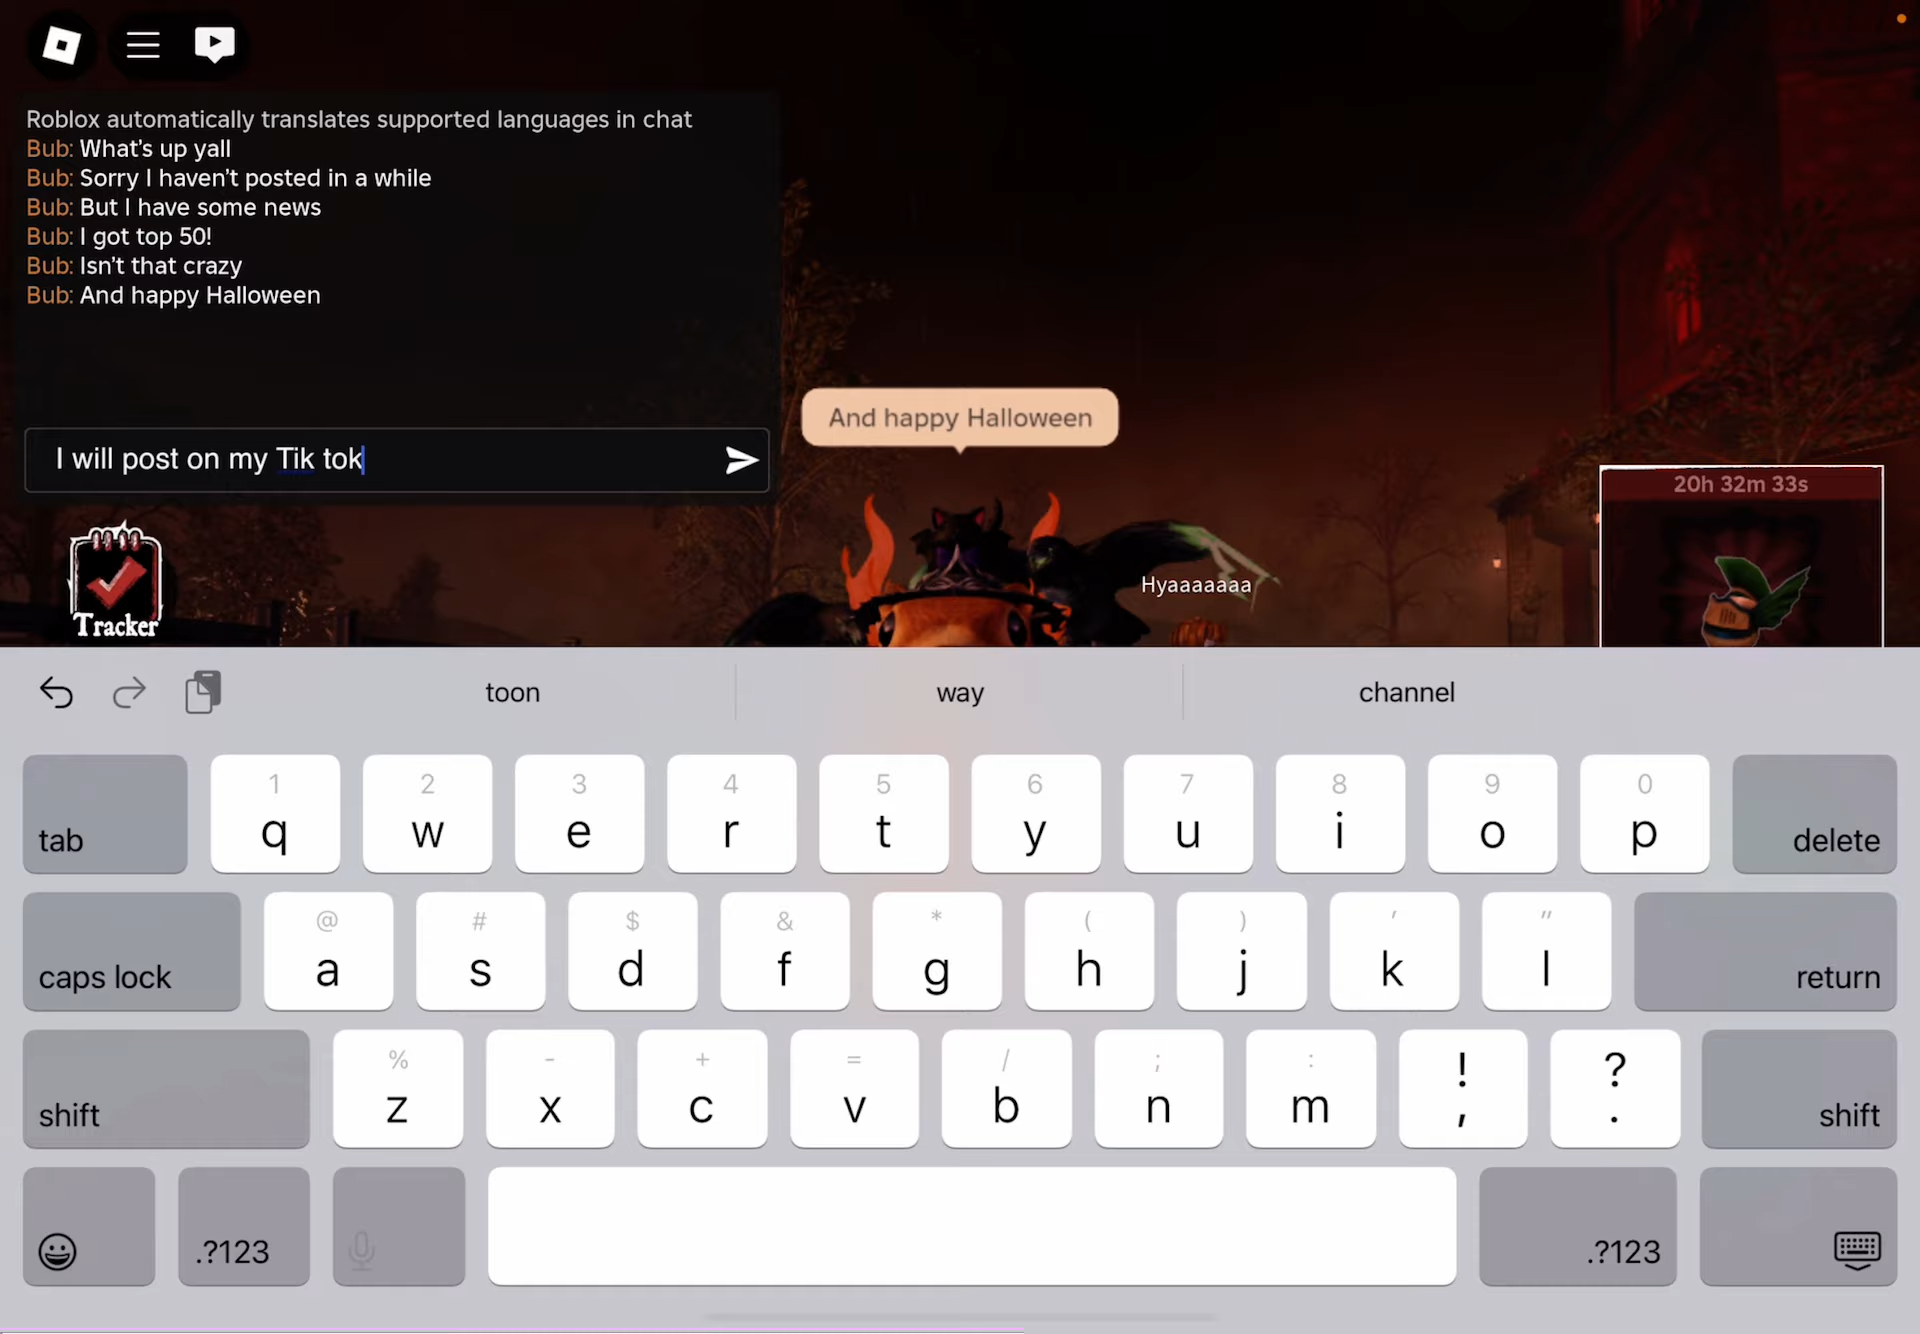 Roblox automatically translates supported languages in chat
Bub: What's up yall
Bub: Sorry I haven't posted in a while
Bub: But I have some news
Bub: I got top 50!
Bub: Isn't that crazy
Bub: And happy Halloween
And happy Halloween
I will post on my Tik tok
20h 32m 33s
Hyaaaaaaa
Tracker
toon way channel
1 2 3 4 5 6 7 8 9 0
tab q w e r t y u i o p delete
@ # $ & * ( ) ' "
caps lock a s d f g h j k l return
% - + = / ; : ! ?
shift z x c v b n m , . shift
.?123 .?123